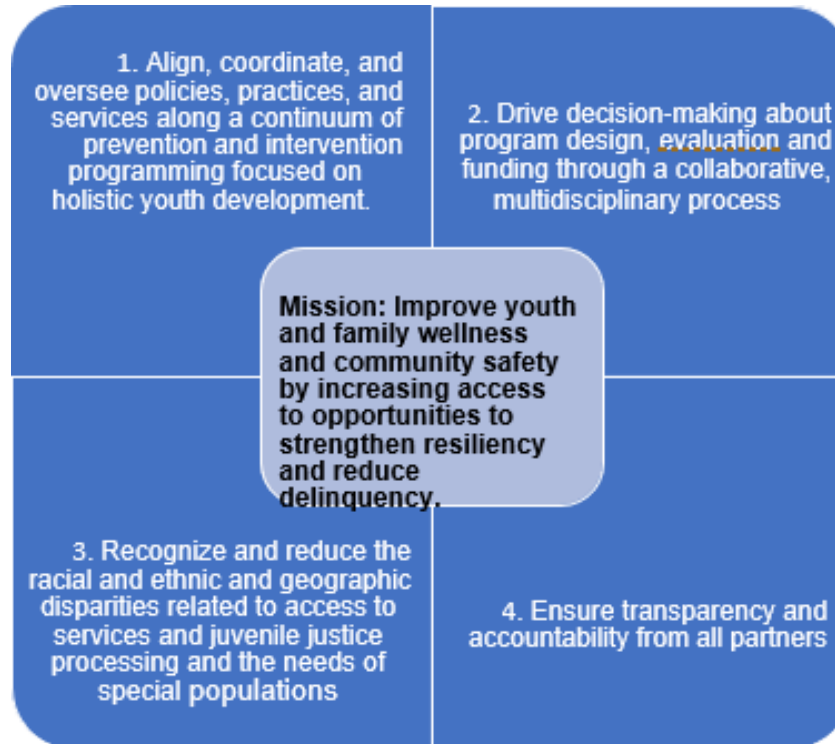 1. Align, coordinate, and
oversee policies, practices, and
services along a continuum of
prevention and intervention
programming focused on
holistic youth development.
2. Drive decision-making about
program design, evaluation and
funding through a collaborative,
multidisciplinary process
Mission: Improve youth
and family wellness
and community safety
by increasing access
to opportunities to
strengthen resiliency
and reduce
delinquency.
3. Recognize and reduce the
racial and ethnic and geographic
disparities related to access to
services and juvenile justice
processing and the needs of
special populations
4. Ensure transparency and
accountability from all partners